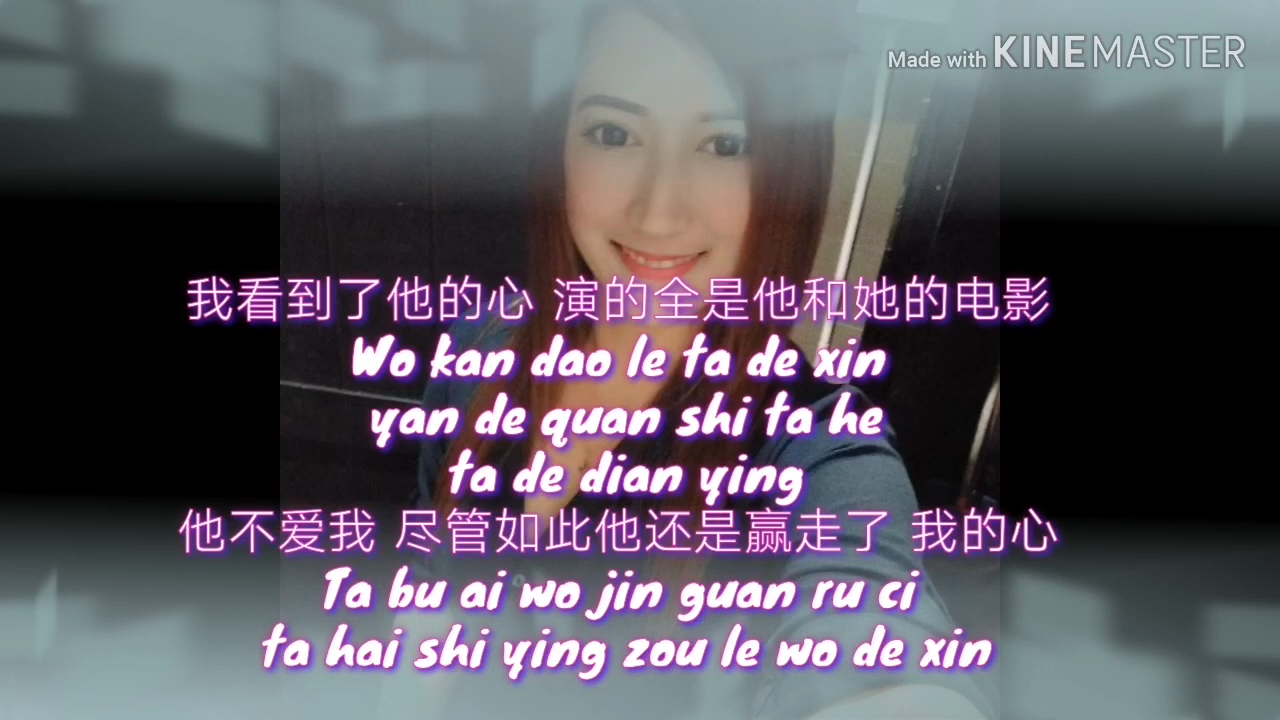 Made with KINEMASTER
我看到了他的心 演的全是他和她的电影
Wo kan dao le ta de xin
yan de quan shi ta he
ta de dian ying
他不爱我 尽管如此他还是赢走了 我的心
Ta bu ai wo jin guan ru ci
ta hai shi ying zou le wo de xin